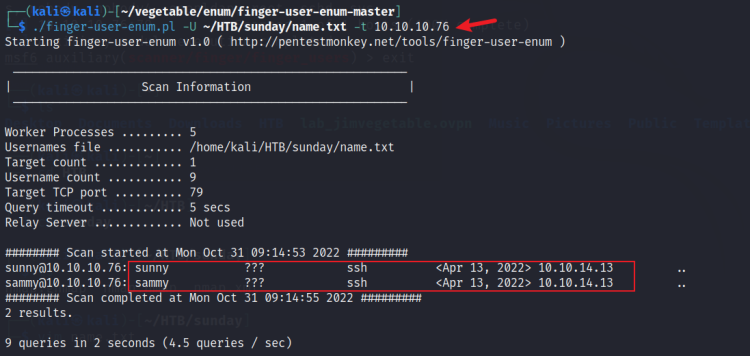 (kali㉿kali)-[~/vegetable/enum/finger-user-enum-master]
$ ./finger-user-enum.pl -U ~/HTB/sunday/name.txt -t 10.10.10.76
Starting finger-user-enum v1.0 ( http://pentestmonkey.net/tools/finger-user-enum )
| Scan Information |
Worker Processes .......... 5
Usernames file ........... /home/kali/HTB/sunday/name.txt
Target count ............. 1
Username count ........... 9
Target TCP port .......... 79
Query timeout ............ 5 secs
Relay Server ............. Not used
######## Scan started at Mon Oct 31 09:14:53 2022 #########
sunny@10.10.10.76: sunny ??? ssh <Apr 13, 2022> 10.10.14.13 ..
sammy@10.10.10.76: sammy ??? ssh <Apr 13, 2022> 10.10.14.13 ..
######## Scan completed at Mon Oct 31 09:14:55 2022 #########
2 results.
9 queries in 2 seconds (4.5 queries / sec)